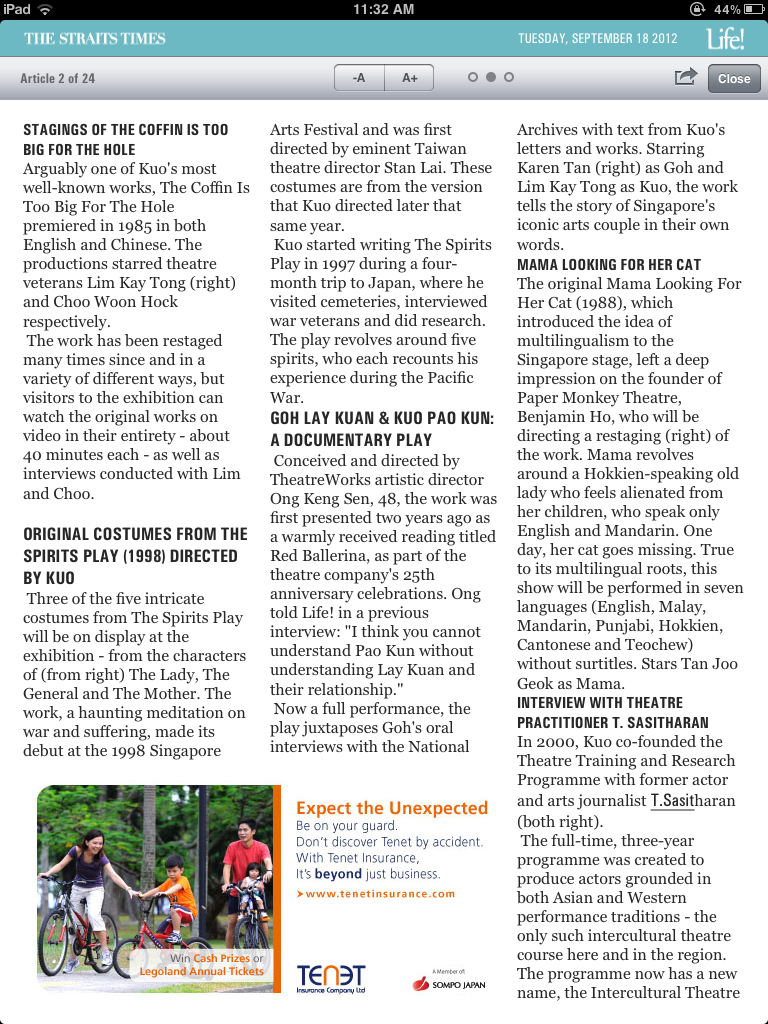 iPad
11:32 AM
44%
THE STRAITS TIMES
TUESDAY, SEPTEMBER 18 2012
Life!
Article 2 of 24
-A
A+
Close
STAGINGS OF THE COFFIN IS TOO
BIG FOR THE HOLE
Arguably one of Kuo's most
well-known works, The Coffin Is
Too Big For The Hole
premiered in 1985 in both
English and Chinese. The
productions starred theatre
veterans Lim Kay Tong (right)
and Choo Woon Hock
respectively.
The work has been restaged
many times since and in a
variety of different ways, but
visitors to the exhibition can
watch the original works on
video in their entirety - about
40 minutes each - as well as
interviews conducted with Lim
and Choo.
ORIGINAL COSTUMES FROM THE
SPIRITS PLAY (1998) DIRECTED
BY KUO
Three of the five intricate
costumes from The Spirits Play
will be on display at the
exhibition - from the characters
of (from right) The Lady, The
General and The Mother. The
work, a haunting meditation on
war and suffering, made its
debut at the 1998 Singapore
Arts Festival and was first
directed by eminent Taiwan
theatre director Stan Lai. These
costumes are from the version
that Kuo directed later that
same year.
Kuo started writing The Spirits
Play in 1997 during a four-
month trip to Japan, where he
visited cemeteries, interviewed
war veterans and did research.
The play revolves around five
spirits, who each recounts his
experience during the Pacific
War.
GOH LAY KUAN & KUO PAO KUN:
A DOCUMENTARY PLAY
Conceived and directed by
TheatreWorks artistic director
Ong Keng Sen, 48, the work was
first presented two years ago as
a warmly received reading titled
Red Ballerina, as part of the
theatre company's 25th
anniversary celebrations. Ong
told Life! in a previous
interview: "I think you cannot
understand Pao Kun without
understanding Lay Kuan and
their relationship."
Now a full performance, the
play juxtaposes Goh's oral
interviews with the National
Archives with text from Kuo's
letters and works. Starring
Karen Tan (right) as Goh and
Lim Kay Tong as Kuo, the work
tells the story of Singapore's
iconic arts couple in their own
words.
MAMA LOOKING FOR HER CAT
The original Mama Looking For
Her Cat (1988), which
introduced the idea of
multilingualism to the
Singapore stage, left a deep
impression on the founder of
Paper Monkey Theatre,
Benjamin Ho, who will be
directing a restaging (right) of
the work. Mama revolves
around a Hokkien-speaking old
lady who feels alienated from
her children, who speak only
English and Mandarin. One
day, her cat goes missing. True
to its multilingual roots, this
show will be performed in seven
languages (English, Malay,
Mandarin, Punjabi, Hokkien,
Cantonese and Teochew)
without surtitles. Stars Tan Joo
Geok as Mama.
INTERVIEW WITH THEATRE
PRACTITIONER T. SASITHARAN
In 2000, Kuo co-founded the
Theatre Training and Research
Programme with former actor
and arts journalist T.Sasitharan
(both right).
The full-time, three-year
programme was created to
produce actors grounded in
both Asian and Western
performance traditions - the
only such intercultural theatre
course here and in the region.
The programme now has a new
name, the Intercultural Theatre
Win Cash Prizes or
Legoland Annual Tickets
Expect the Unexpected
Be on your guard.
Don't discover Tenet by accident.
With Tenet Insurance,
It's beyond just business.
➤www.tenetinsurance.com
TENET
Insurance Company Ltd
A Member of:
SOMPO JAPAN